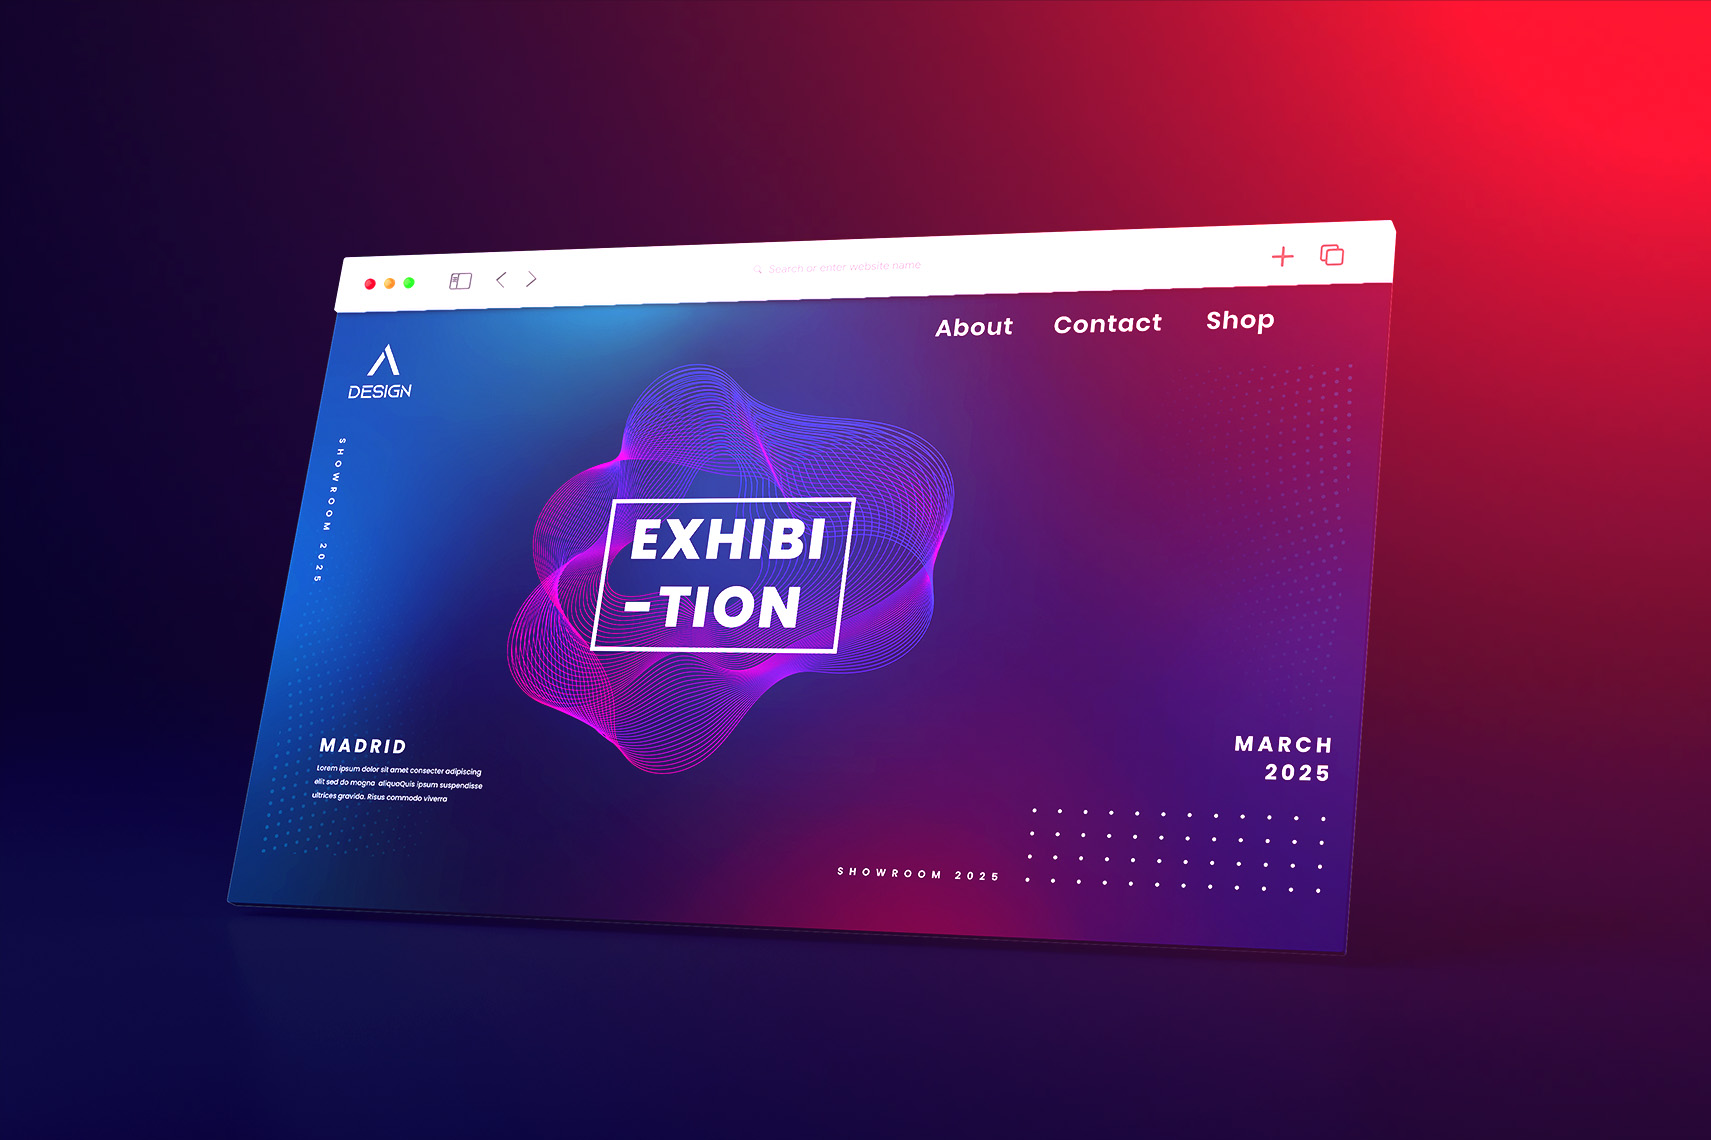 Search or enter website name
About Contact Shop
DESIGN
SHOWROOM 2025
EXHIBI
-TION
MADRID
Lorem ipsum dolor sit amet consecter adipiscing
elit sed do mogna aliquaQuis ipsum suspendisse
ultrices gravida. Risus commodo viverra
MARCH
2025
SHOWROOM 2025